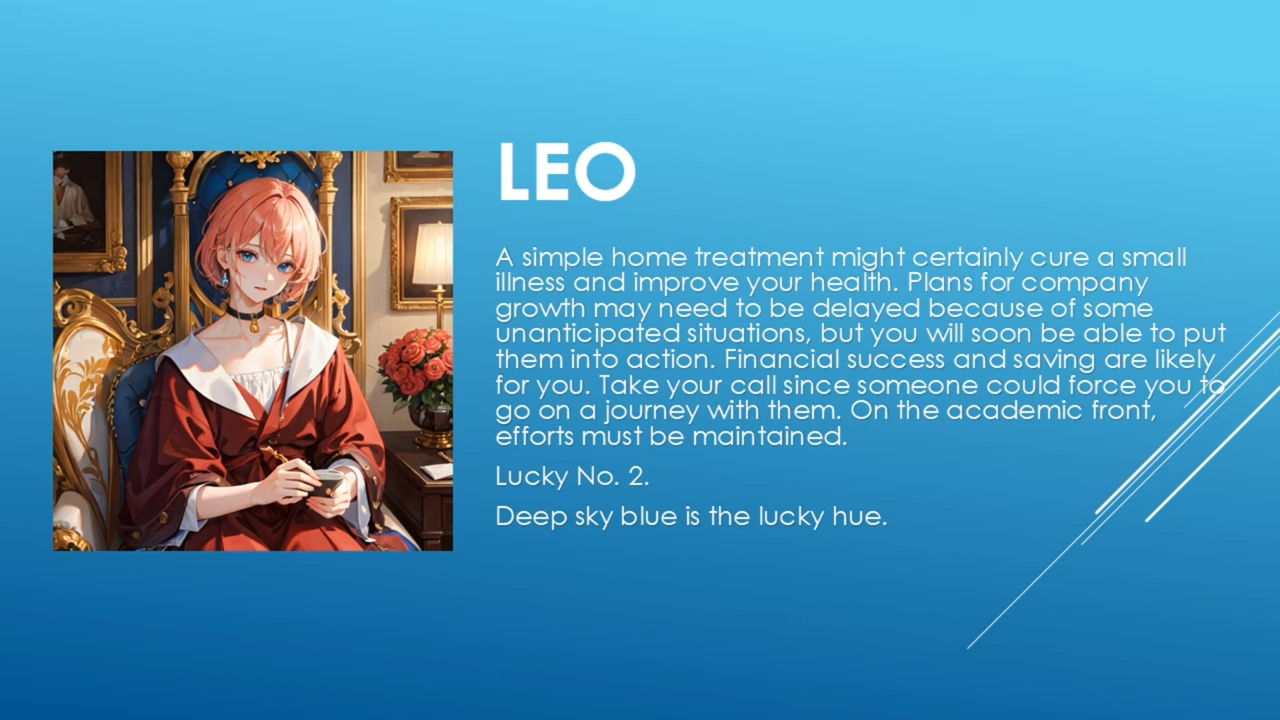 LEO
A simple home treatment might certainly cure a small
illness and improve your health. Plans for company
growth may need to be delayed because of some
unanticipated situations, but you will soon be able to put
them into action. Financial success and saving are likely
for you. Take your call since someone could force you to
go on a journey with them. On the academic front,
efforts must be maintained.
Lucky No. 2.
Deep sky blue is the lucky hue.